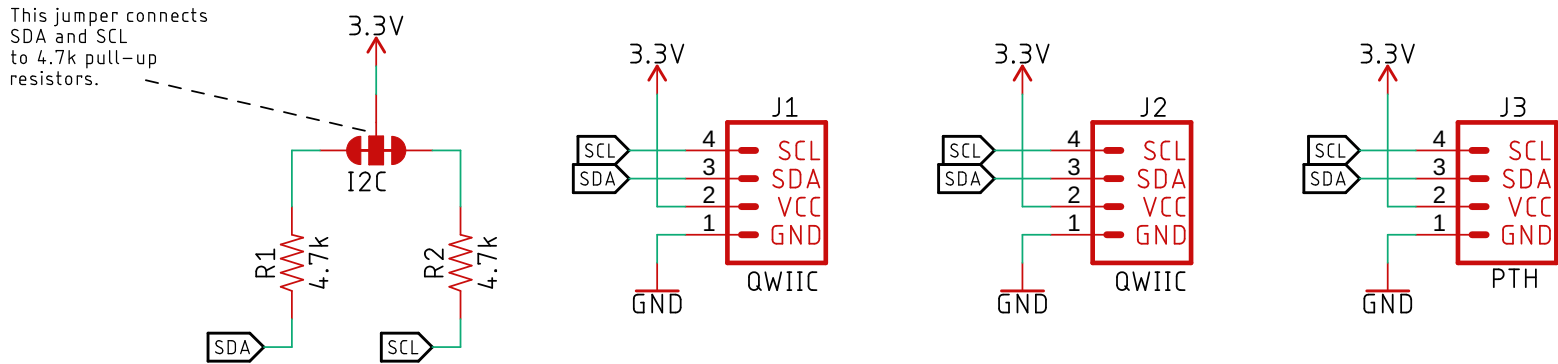 This jumper connects
SDA and SCL
to 4.7k pull-up
resistors.
3.3V
I2C
R1
4.7k
R2
4.7k
SDA
SCL
3.3V
J1
SCL
SDA
4
3
2
1
SCL
SDA
VCC
GND
GND
QWIIC
3.3V
J2
SCL
SDA
4
3
2
1
SCL
SDA
VCC
GND
GND
QWIIC
3.3V
J3
SCL
SDA
4
3
2
1
SCL
SDA
VCC
GND
GND
PTH